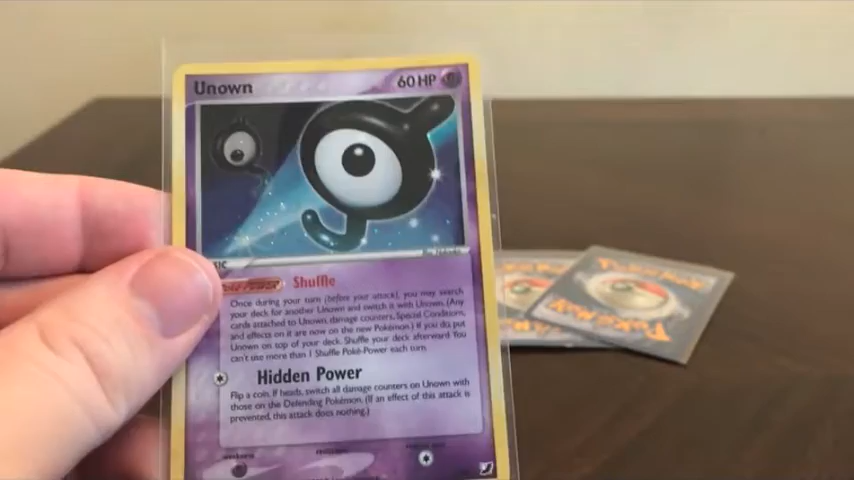 Unown
60 HP
Shuffle
Once during your turn (before your attack), you may search
your deck for another Unown and switch it with Unown. (Any
cards attached to Unown, damage counters, Special Conditions,
and effects on it are now on the new Pokémon.) If you do put
Unown on top of your deck. Shuffle your deck afterward. You
can't use more than 1 Shuffle Poké-Power each turn.
Hidden Power
Flip a coin. If heads, switch all damage counters on Unown with
those on the Defending Pokémon. (If an effect of this attack is
prevented, this attack does nothing.)
weakness
resistance
Pokémon
Pokémon